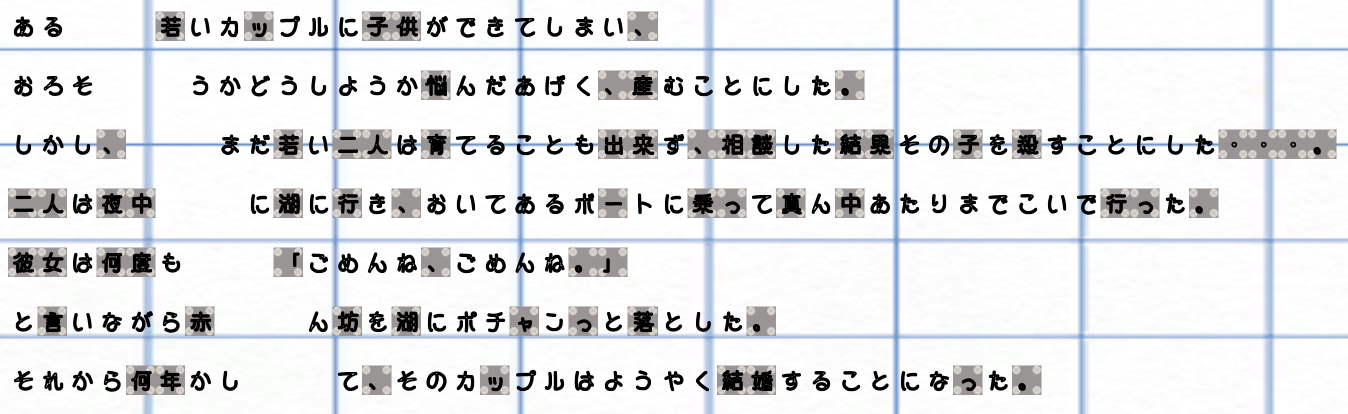 ある 若いカップルに子供ができてしまい、
おろそ うかどうしようか悩んだあげく、産むことにした。
しかし、 まだ若い二人は育てることも出来ず、相談した結果その子を殺すことにした・・・。
二人は夜中 に湖に行き、おいてあるボートに乗って真ん中あたりまでこいで行った。
彼女は何度も 「ごめんね、ごめんね。」
と言いながら赤 ん坊を湖にポチャンっと落とした。
それから何年かし て、そのカップルはようやく結婚することになった。